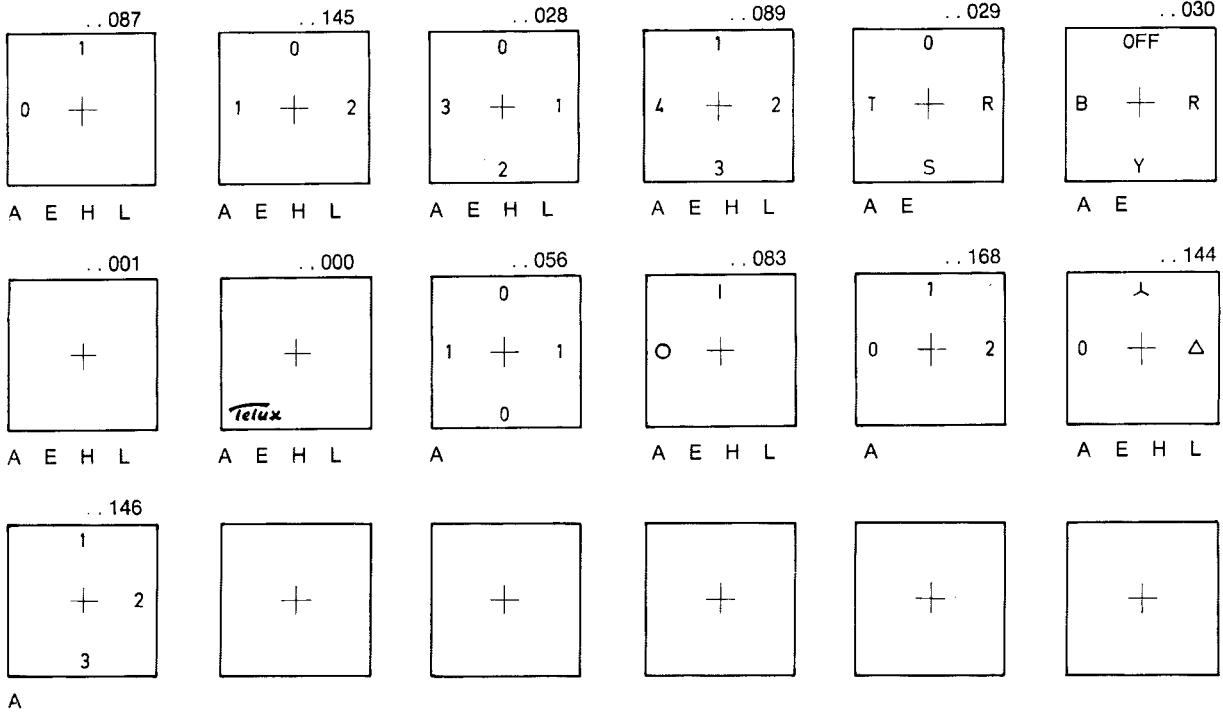 ..087 ..145 ..028 ..089 ..029 ..030
1 0 0 1 0 OFF
0 1 2 3 1 4 2 T R B R
2 3 S Y
A E H L A E H L A E H L A E H L A E A E
..001 ..000 ..056 ..083 ..168 ..144
0 I 1 ⅄
1 1 O 0 2 0 △
Telux 0
A E H L A E H L A A E H L A A E H L
..146
1
2
3
A